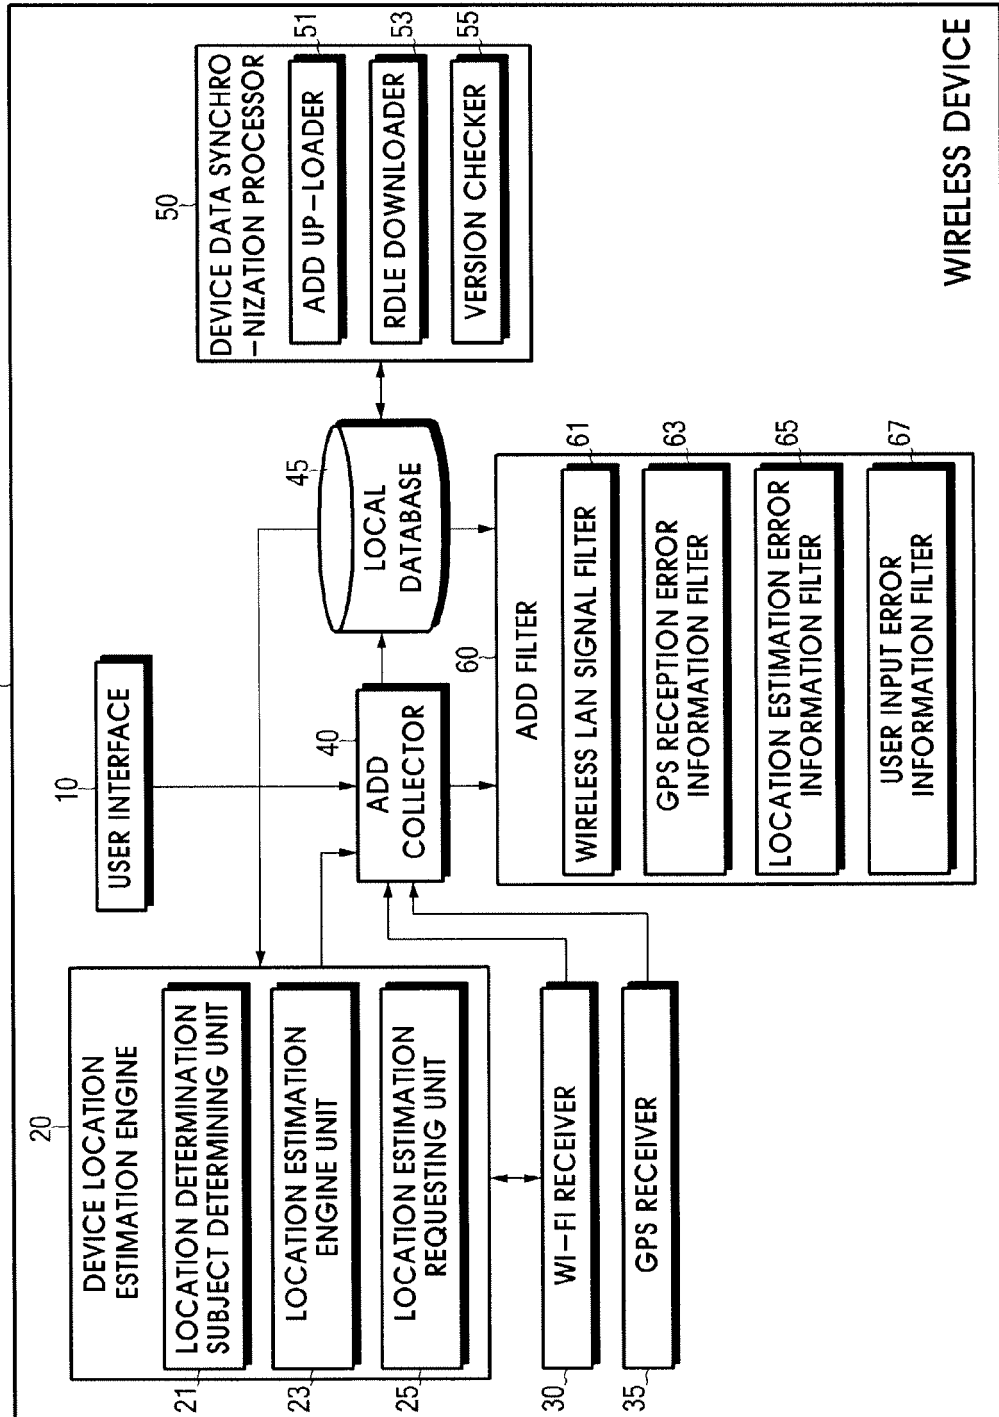 20
DEVICE LOCATION
ESTIMATION ENGINE
21
LOCATION DETERMINATION
SUBJECT DETERMINING UNIT
23
LOCATION ESTIMATION
ENGINE UNIT
25
LOCATION ESTIMATION
REQUESTING UNIT
30
WI-FI RECEIVER
35
GPS RECEIVER
10
USER INTERFACE
40
ADD
COLLECTOR
45
LOCAL
DATABASE
50
DEVICE DATA SYNCHRO
-NIZATION PROCESSOR
ADD UP-LOADER
51
RDLE DOWNLOADER
53
VERSION CHECKER
55
60
ADD FILTER
WIRELESS LAN SIGNAL FILTER
61
GPS RECEPTION ERROR
INFORMATION FILTER
63
LOCATION ESTIMATION ERROR
INFORMATION FILTER
65
USER INPUT ERROR
INFORMATION FILTER
67
WIRELESS DEVICE